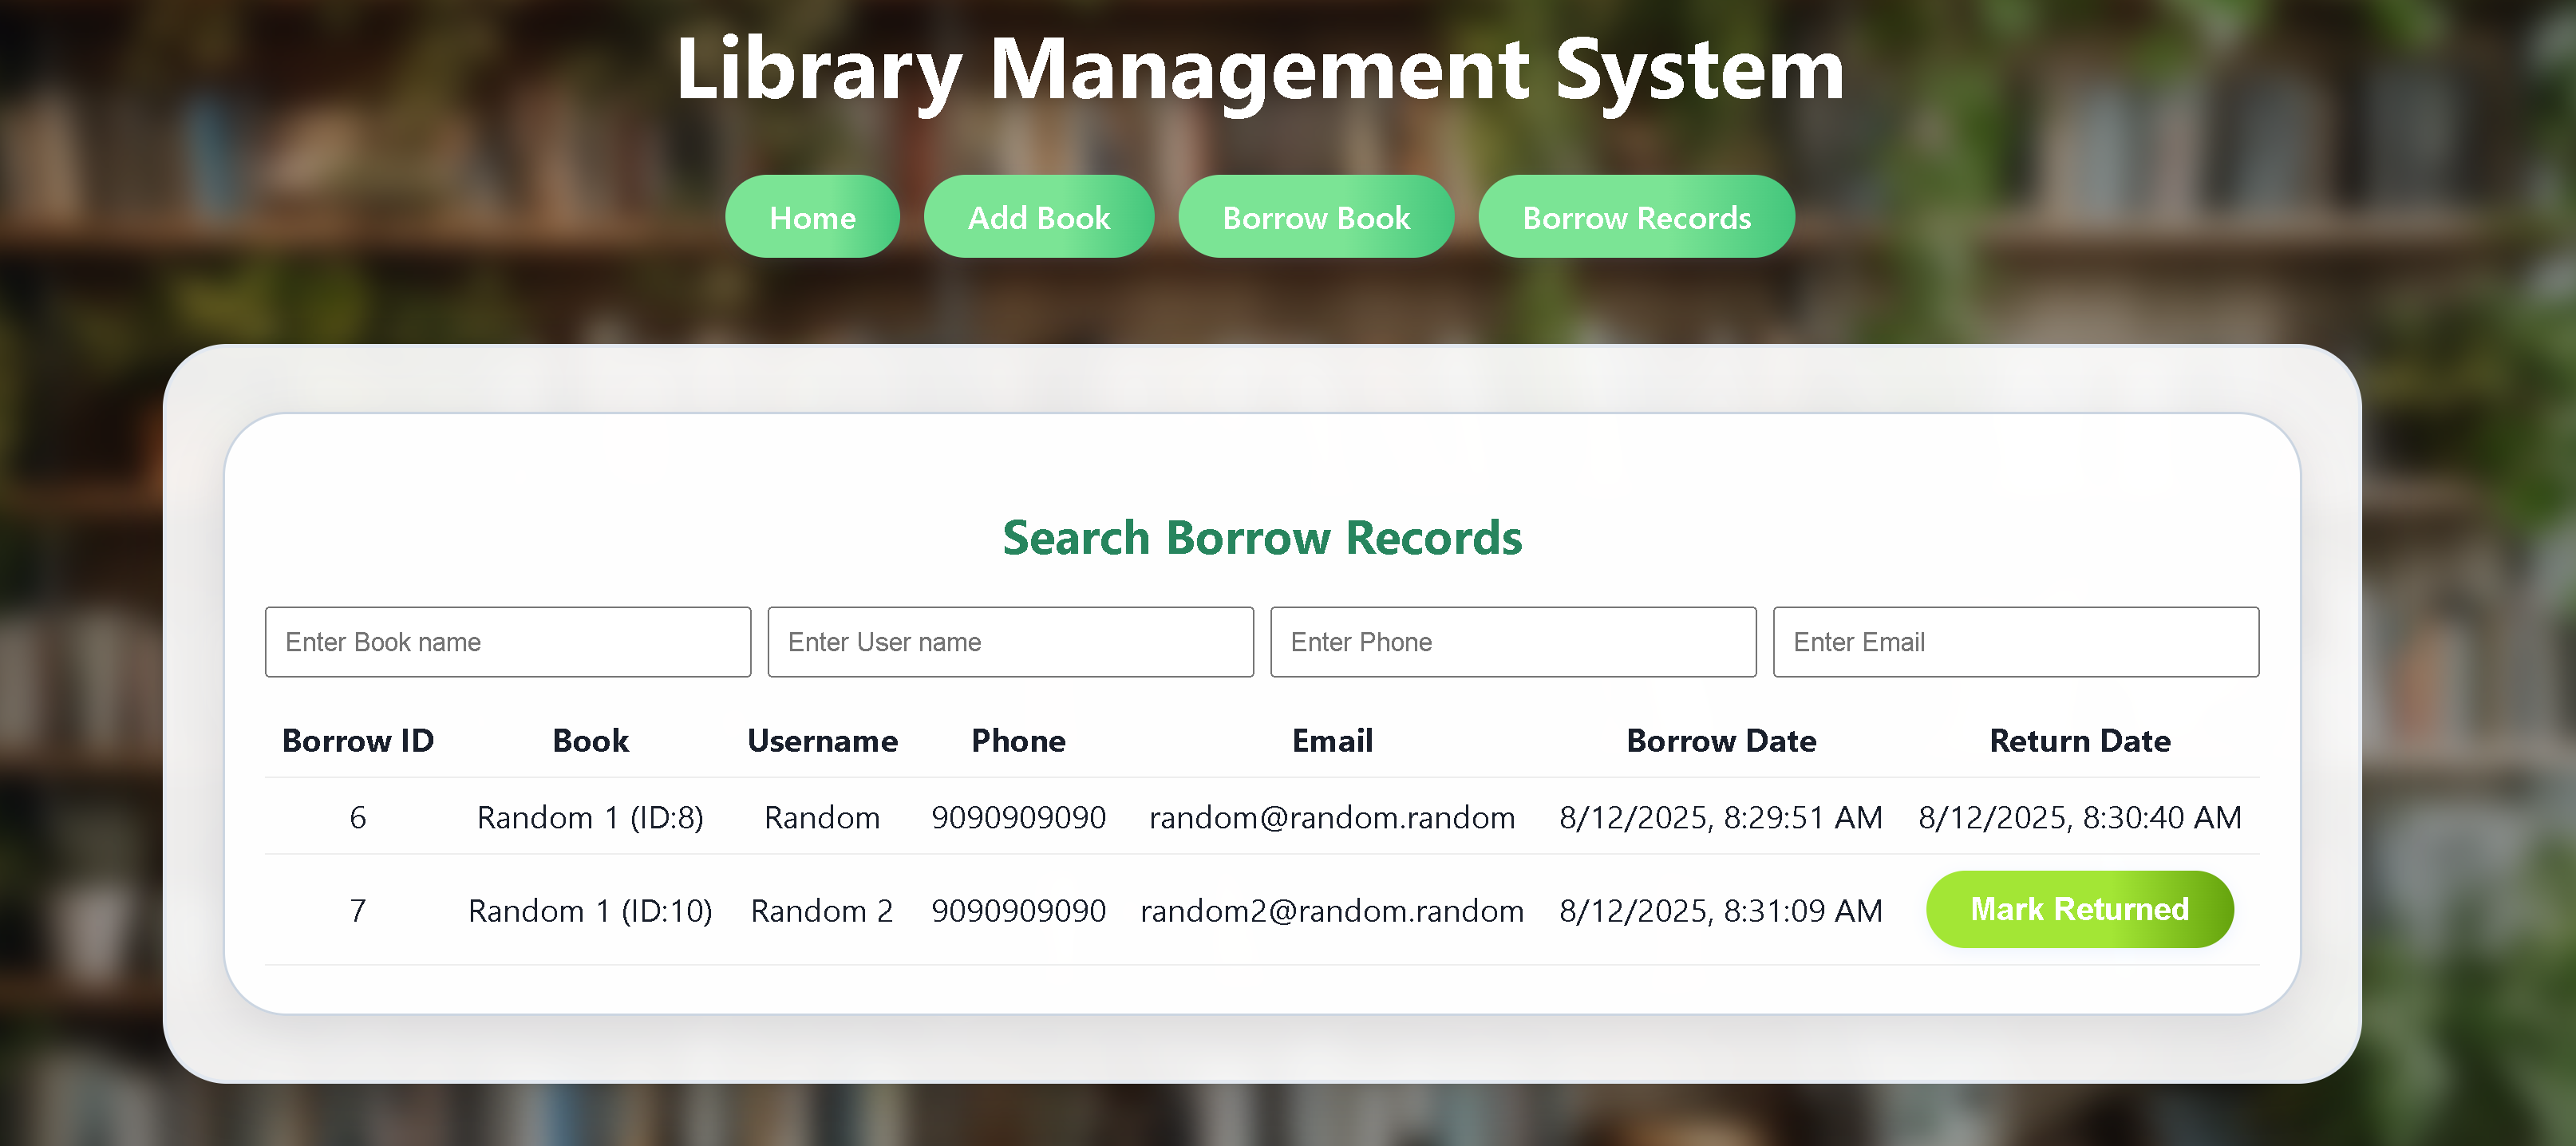 Library Management System
Home Add Book Borrow Book Borrow Records
Search Borrow Records
Enter Book name Enter User name Enter Phone Enter Email
Borrow ID Book Username Phone Email Borrow Date Return Date
6 Random 1 (ID:8) Random 9090909090 random@random.random 8/12/2025, 8:29:51 AM 8/12/2025, 8:30:40 AM
7 Random 1 (ID:10) Random 2 9090909090 random2@random.random 8/12/2025, 8:31:09 AM Mark Returned